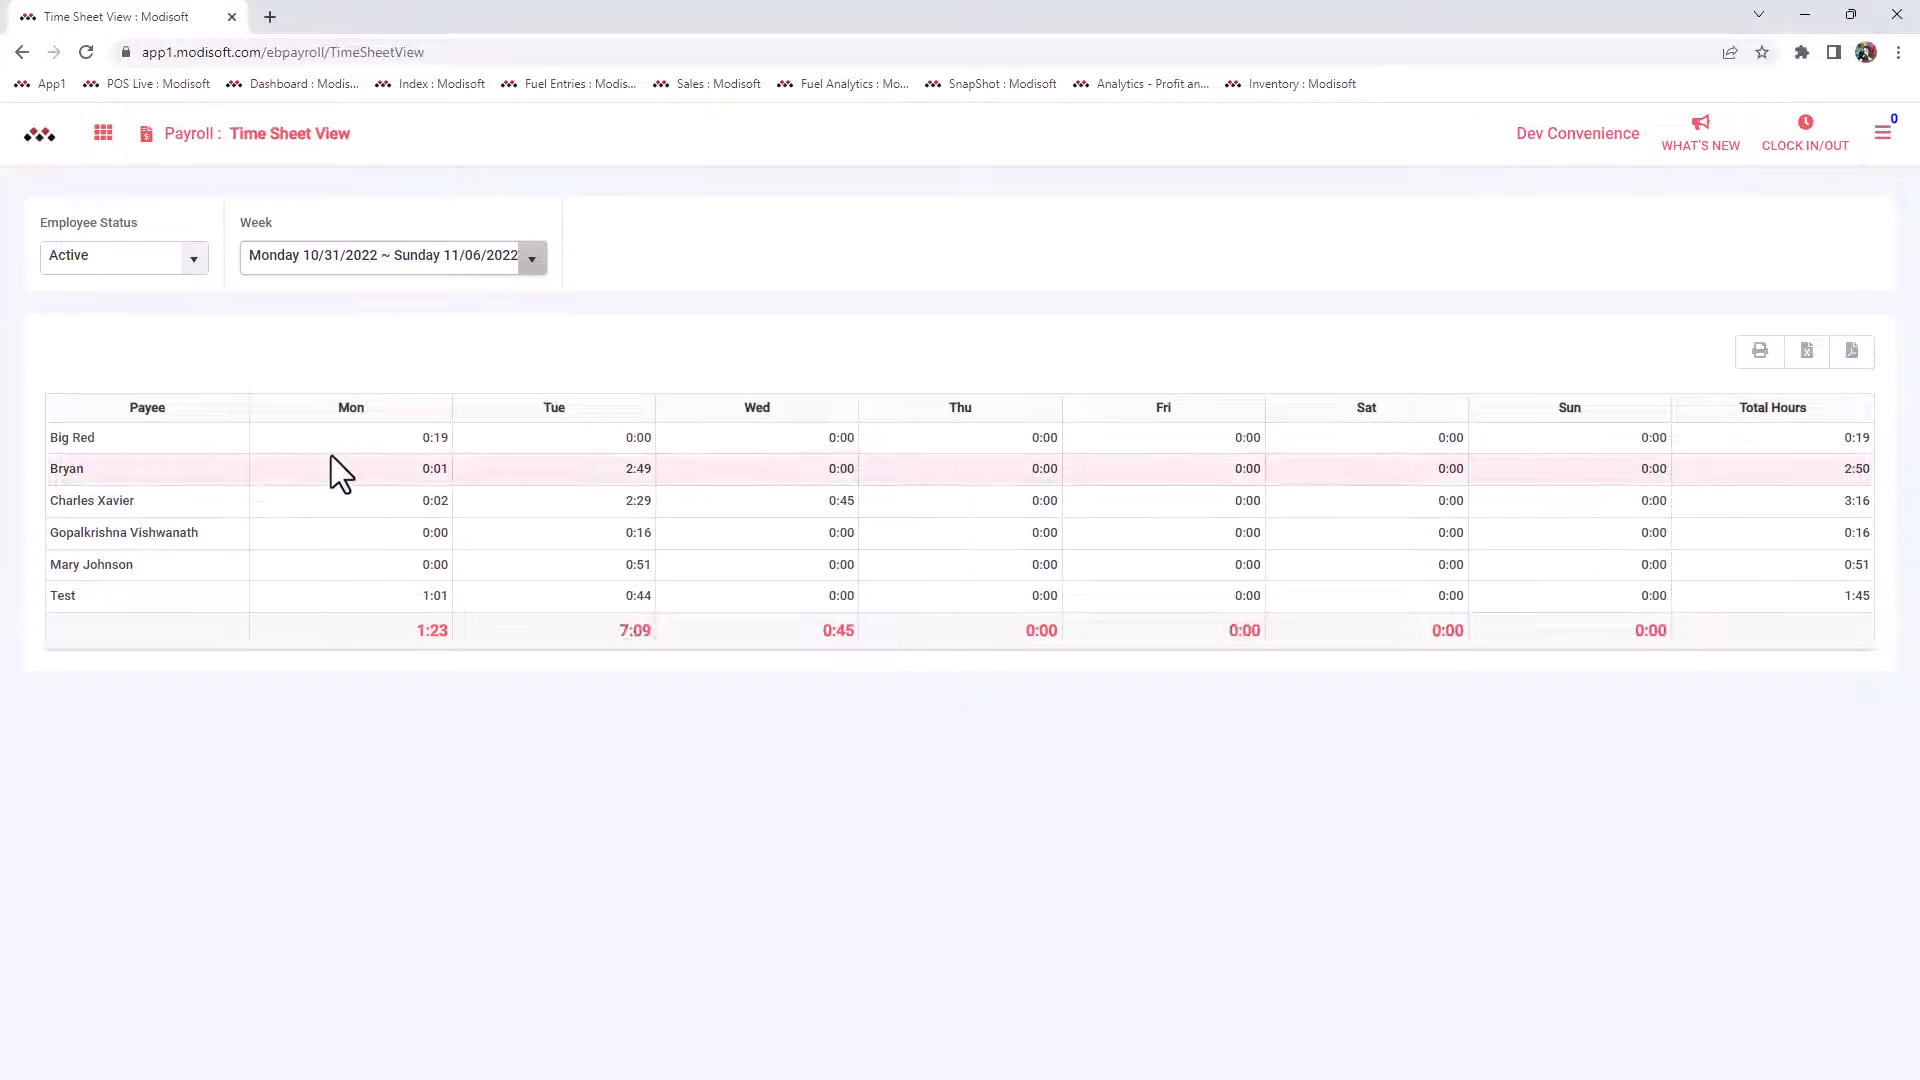 Time Sheet View : Modisoft
app1.modisoft.com/ebpayroll/TimeSheetView
App1 POS Live : Modisoft Dashboard : Modis... Index : Modisoft Fuel Entries : Modis... Sales : Modisoft Fuel Analytics : Mo... SnapShot : Modisoft Analytics - Profit an... Inventory : Modisoft
Payroll : Time Sheet View
Dev Convenience
WHAT'S NEW
CLOCK IN/OUT
0
Employee Status
Active
Week
Monday 10/31/2022 ~ Sunday 11/06/2022
Payee Mon Tue Wed Thu Fri Sat Sun Total Hours
Big Red 0:19 0:00 0:00 0:00 0:00 0:00 0:00 0:19
Bryan 0:01 2:49 0:00 0:00 0:00 0:00 0:00 2:50
Charles Xavier 0:02 2:29 0:45 0:00 0:00 0:00 0:00 3:16
Gopalkrishna Vishwanath 0:00 0:16 0:00 0:00 0:00 0:00 0:00 0:16
Mary Johnson 0:00 0:51 0:00 0:00 0:00 0:00 0:00 0:51
Test 1:01 0:44 0:00 0:00 0:00 0:00 0:00 1:45
1:23 7:09 0:45 0:00 0:00 0:00 0:00